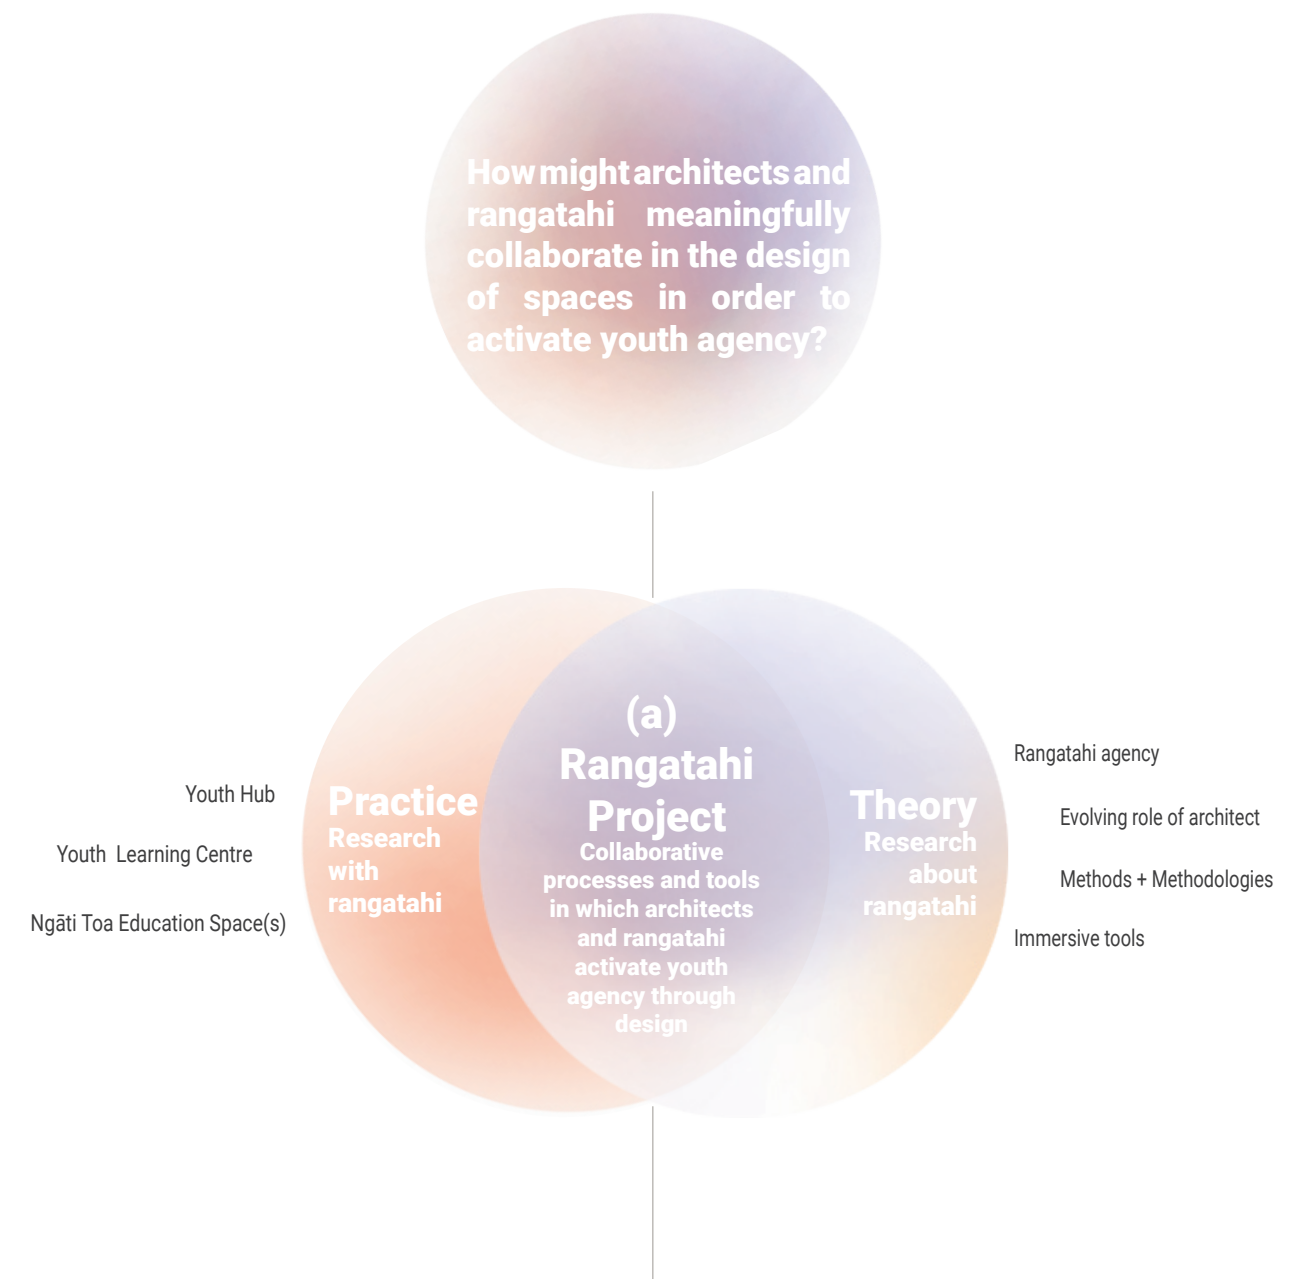 How might architects and
rangatahi meaningfully
collaborate in the design
of spaces in order to
activate youth agency?
Youth Hub
Youth Learning Centre
Ngāti Toa Education Space(s)
Practice
Research
with
rangatahi
(a)
Rangatahi
Project
Collaborative
processes and tools
in which architects
and rangatahi
activate youth
agency through
design
Theory
Research
about
rangatahi
Rangatahi agency
Evolving role of architect
Methods + Methodologies
Immersive tools